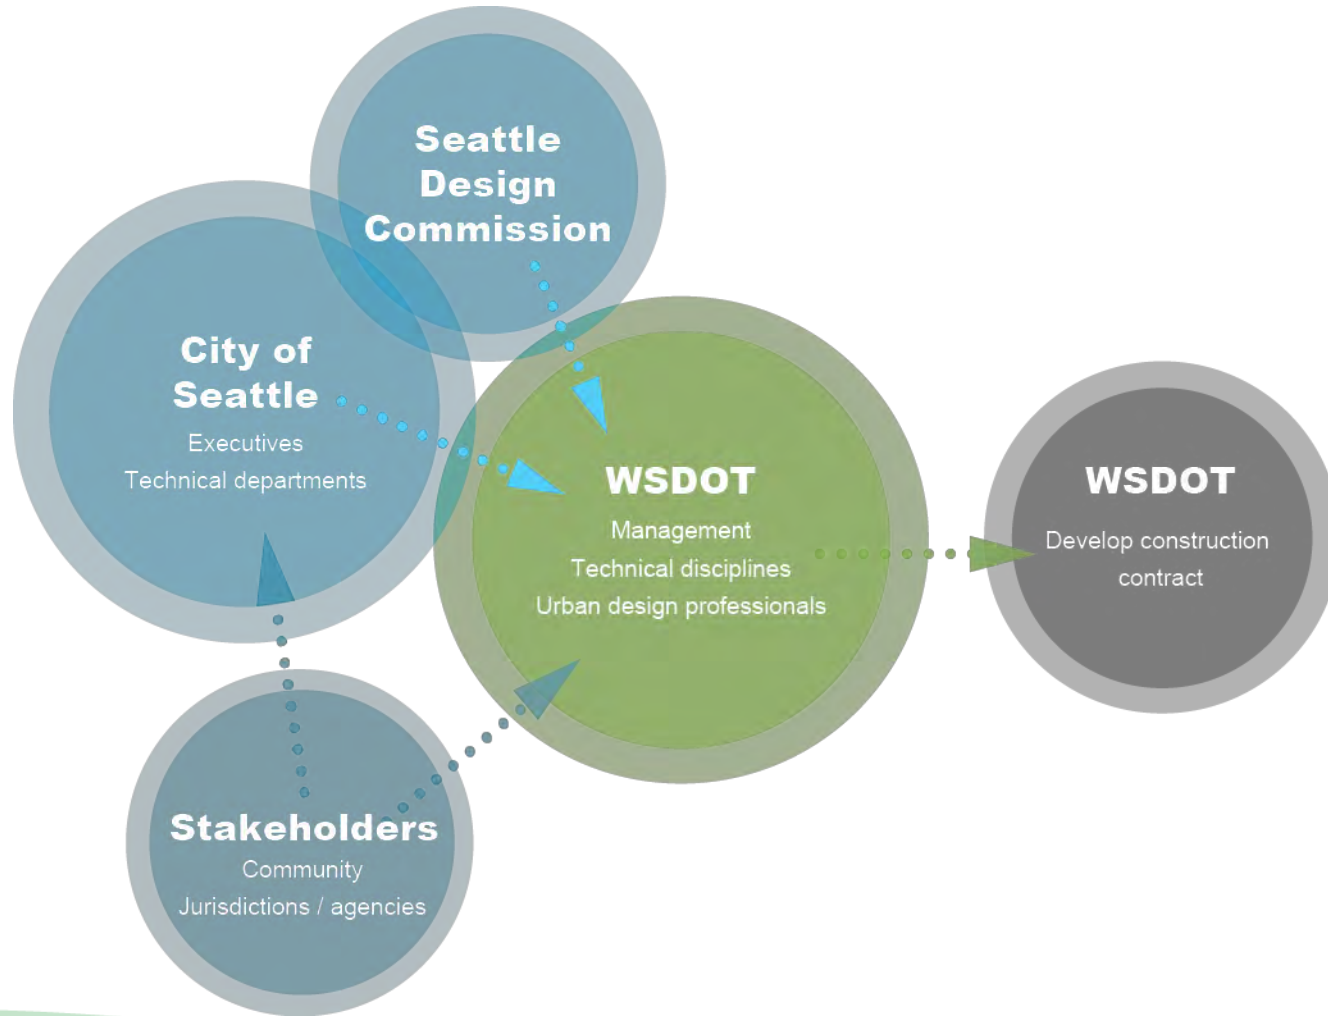 Seattle
Design
Commission
City of
Seattle
Executives
Technical departments
WSDOT
Management
Technical disciplines
Urban design professionals
WSDOT
Develop construction
contract
Stakeholders
Community
Jurisdictions / agencies